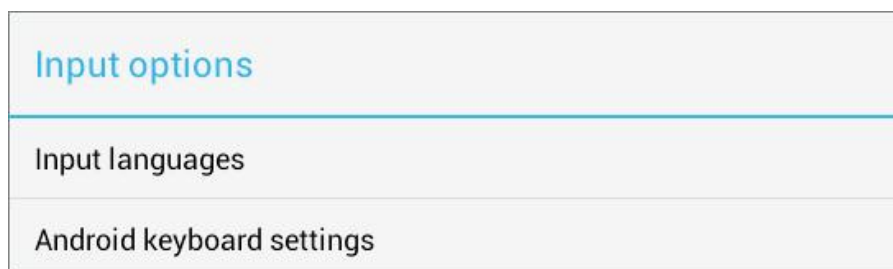 Input options
Input languages
Android keyboard settings